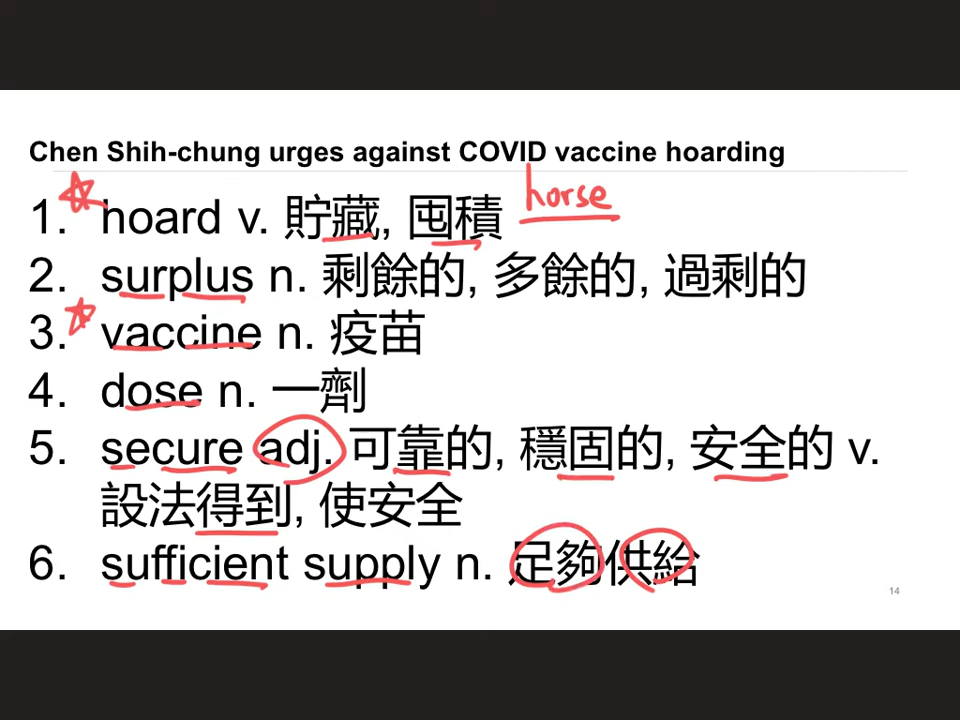 Chen Shih-chung urges against COVID vaccine hoarding
horse
1. hoard v. 貯藏, 囤積
2. surplus n. 剩餘的, 多餘的, 過剩的
3. vaccine n. 疫苗
4. dose n. 一劑
5. secure adj. 可靠的, 穩固的, 安全的 v.
設法得到, 使安全
6. sufficient supply n. 足夠供給
14